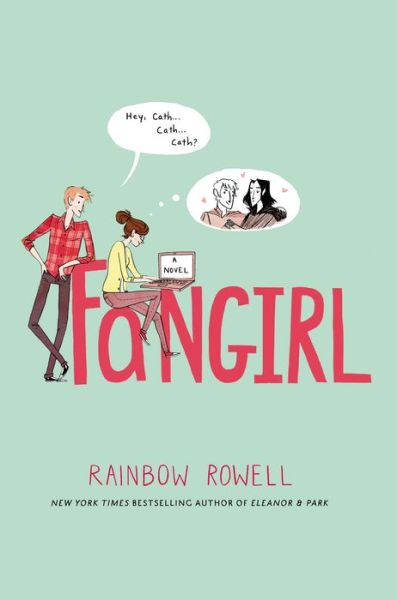 Hey, Cath...
Cath...
Cath?
A
NOVEL
FaNGIRL
RAINBOW ROWELL
NEW YORK TIMES BESTSELLING AUTHOR OF ELEANOR & PARK